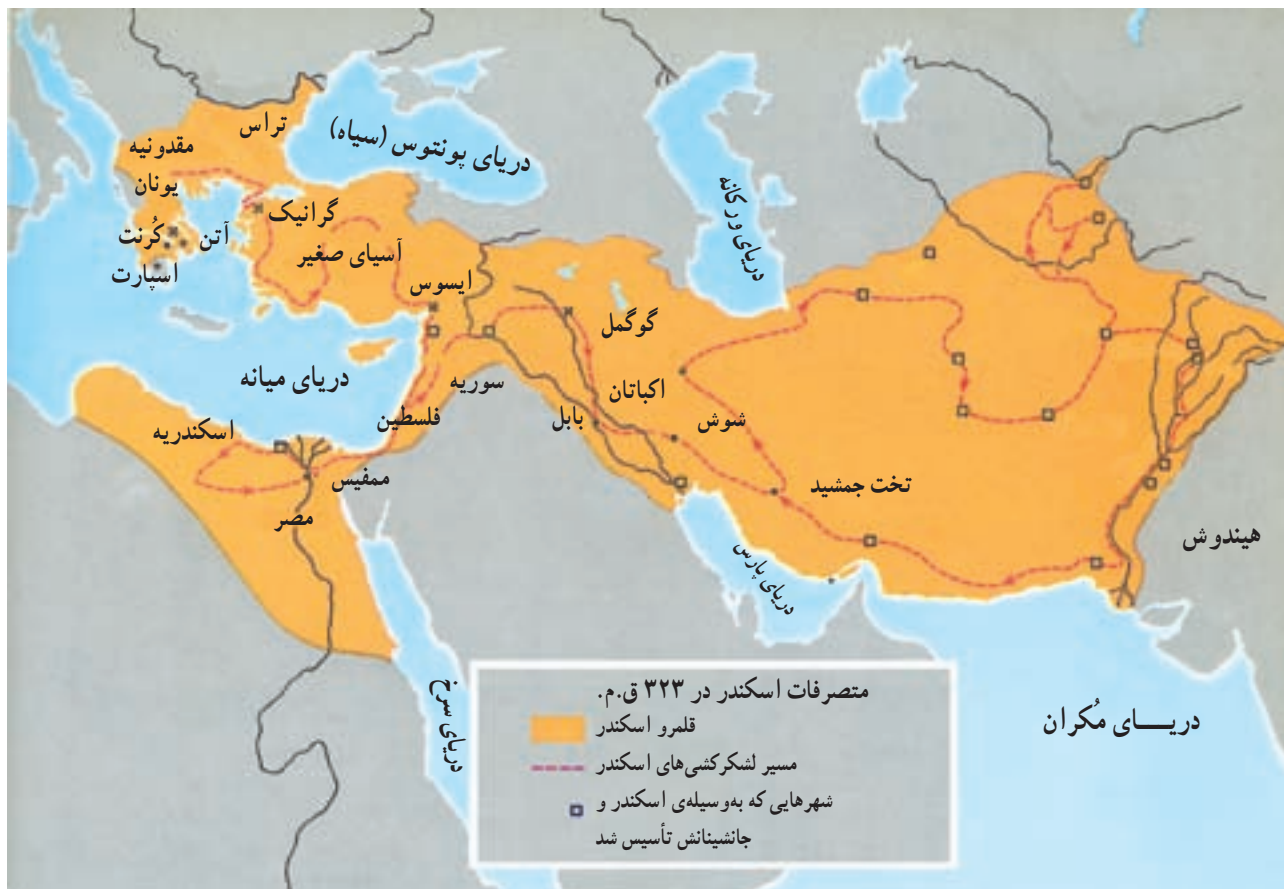 تراس
مقدونیه
یونان
دریای پونتوس (سیاه)
گرانیک
آتن
کُرنت
اسپارت
آسیای صغیر
ایسوس
دریای ورکانه
گوگمل
دریای میانه
سوریه
اکباتان
فلسطین
بابل
شوش
اسکندریه
ممفیس
مصر
تخت جمشید
هیندوش
دریای پارس
دریای سرخ
دریـــای مُکران
متصرفات اسکندر در ۳۲۳ ق.م.
قلمرو اسکندر
مسیر لشکرکشی‌های اسکندر
شهرهایی که به‌وسیله‌ی اسکندر و
جانشینانش تأسیس شد